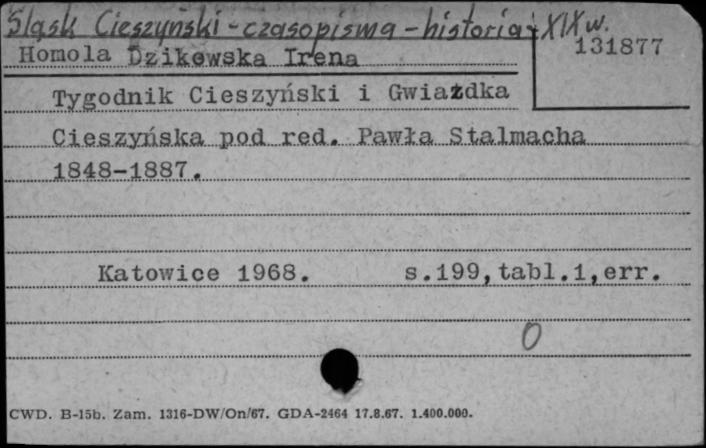 Śląsk Cieszyński - czasopisma - historia XIX w.
131877
Homola Dzikowska Irena
Tygodnik Cieszyński i Gwiazdka
Cieszyńska pod red. Pawła Stalmacha
1848-1887.
Katowice 1968. s.199,tabl.1,err.
0
CWD. B-15b. Zam. 1316-DW/On/67. GDA-2464 17.8.67. 1.400.000.